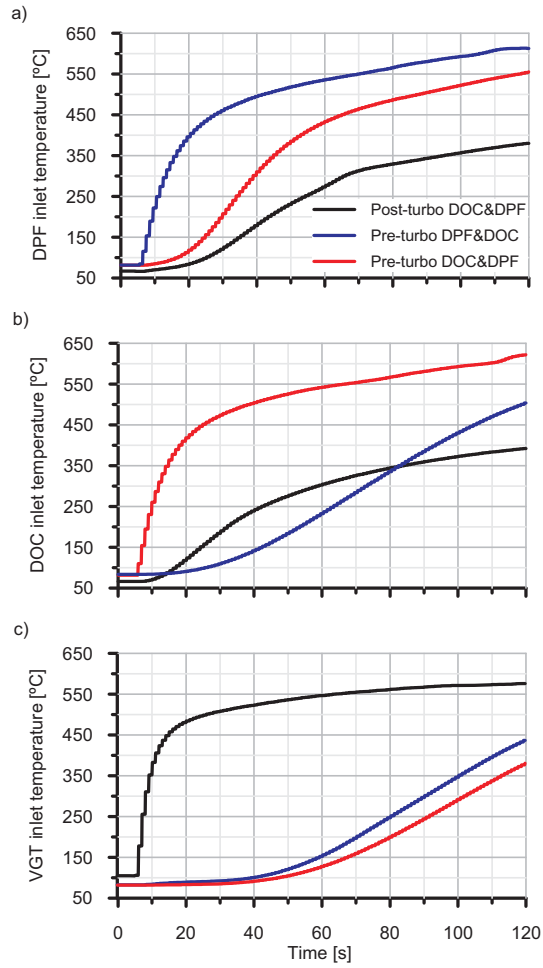 a)
650
550
450
350
250
150
50
DPF inlet temperature [ºC]
Post-turbo DOC&DPF
Pre-turbo DPF&DOC
Pre-turbo DOC&DPF
b)
650
550
450
350
250
150
50
DOC inlet temperature [ºC]
c)
650
550
450
350
250
150
50
VGT inlet temperature [ºC]
0 20 40 60 80 100 120
Time [s]